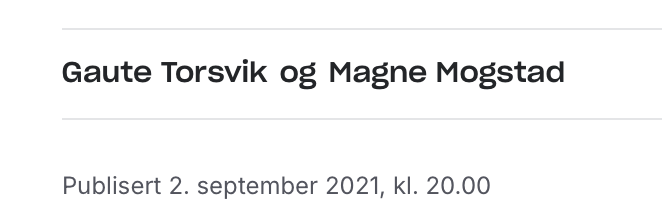 Gaute Torsvik og Magne Mogstad
Publisert 2. september 2021, kl. 20.00